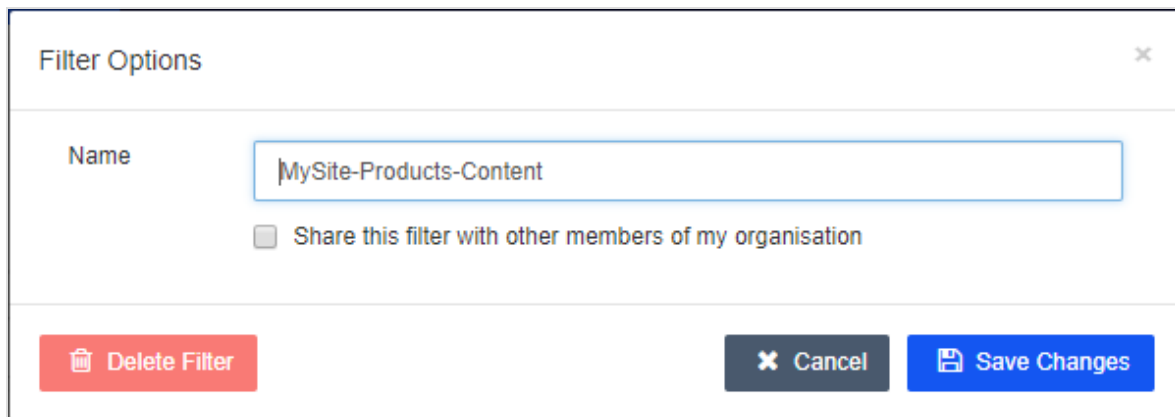 Filter Options
Name
MySite-Products-Content
Share this filter with other members of my organisation
Delete Filter
Cancel
Save Changes